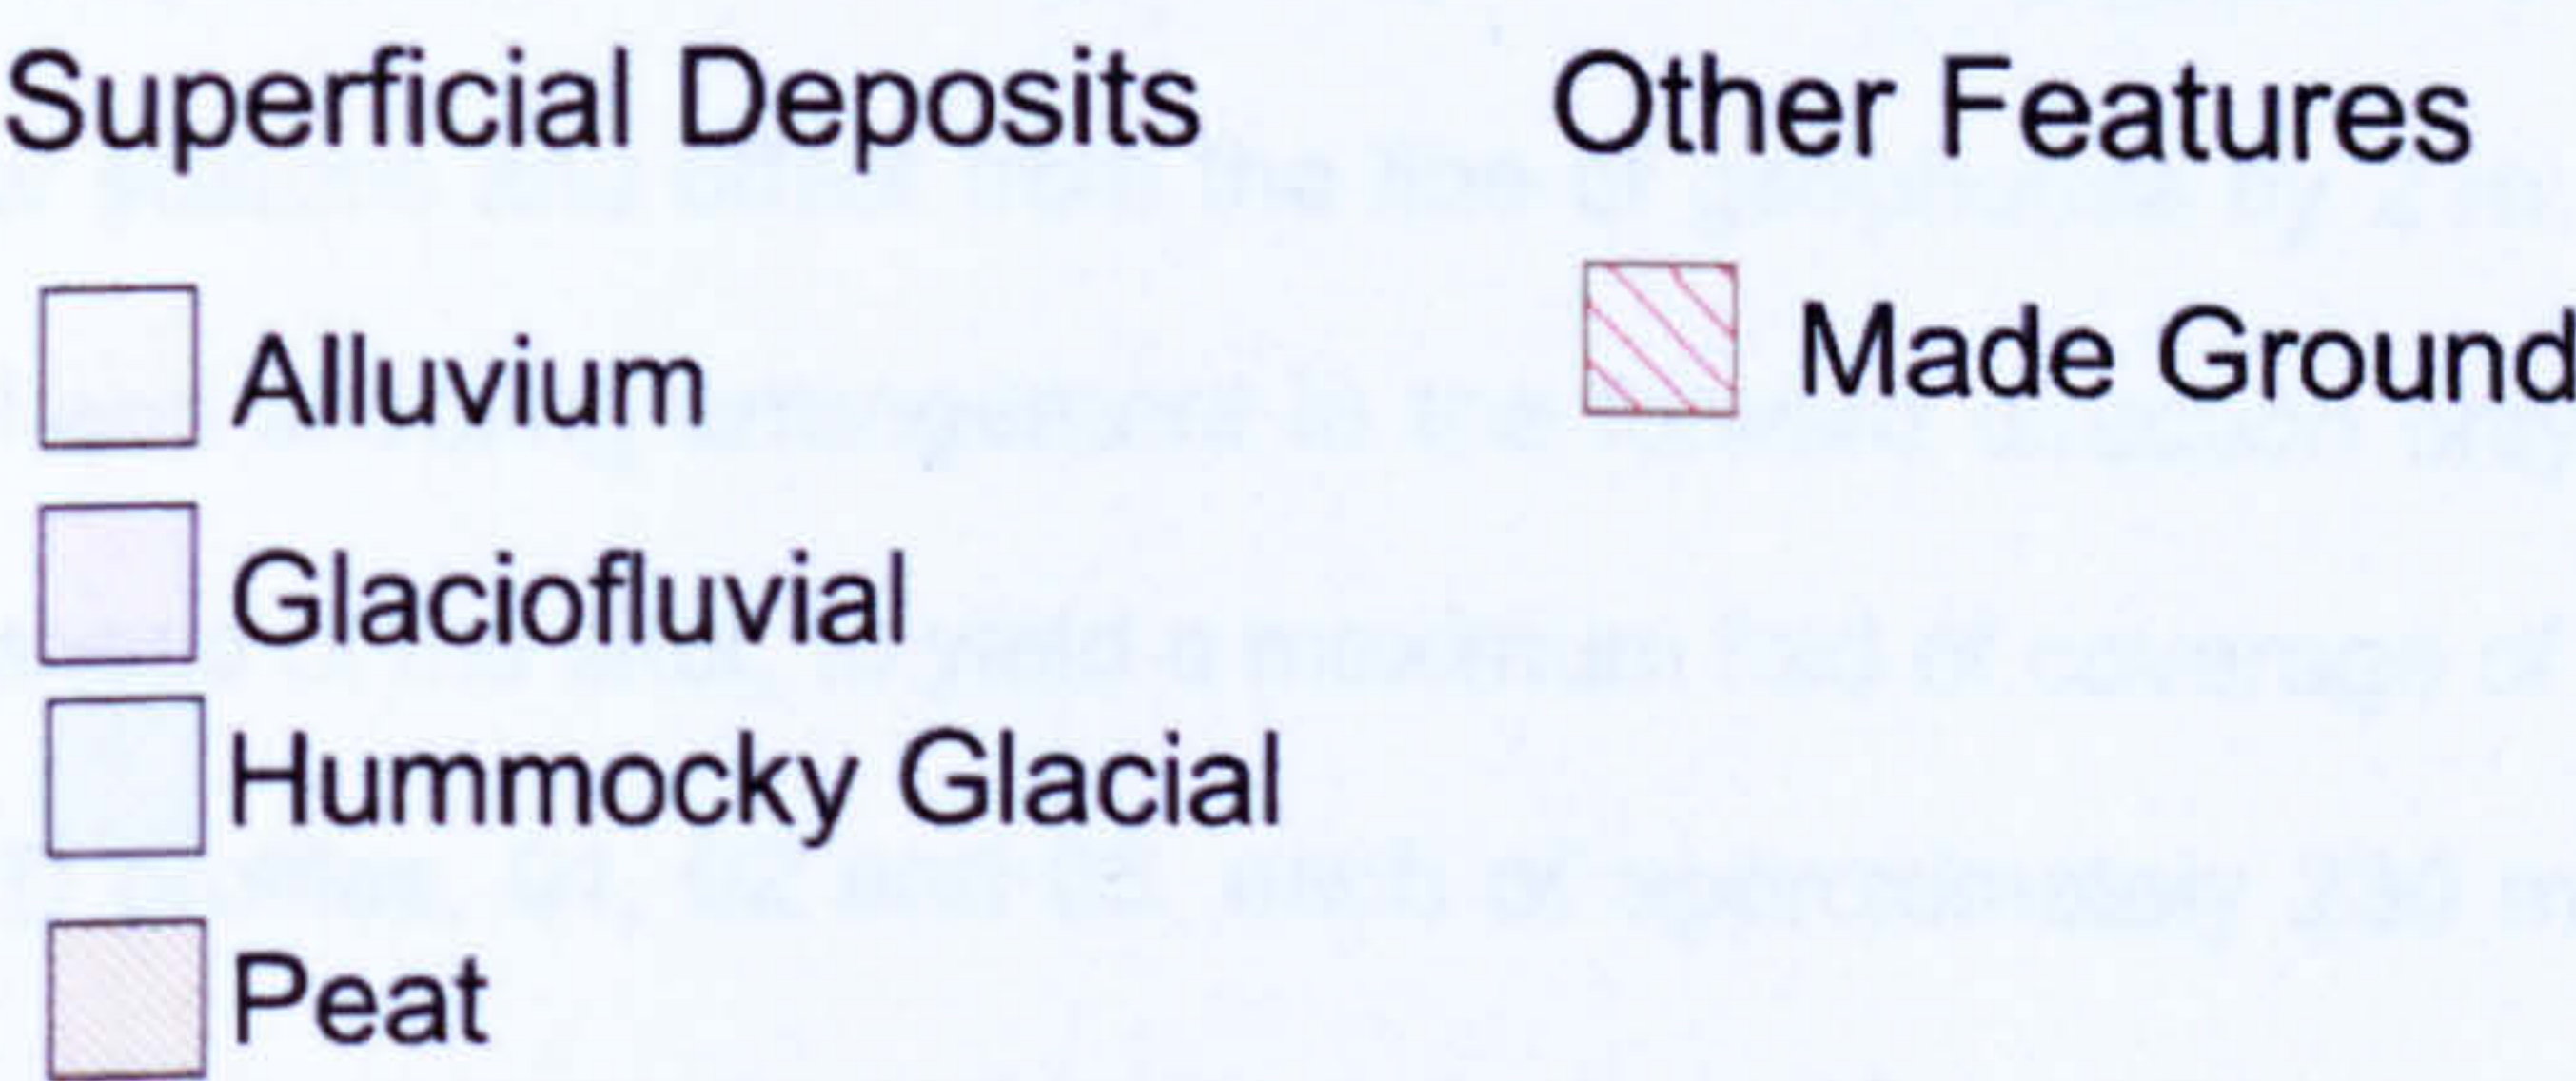 Superficial Deposits
Alluvium
Glaciofluvial
Hummocky Glacial
Peat
Other Features
Made Ground